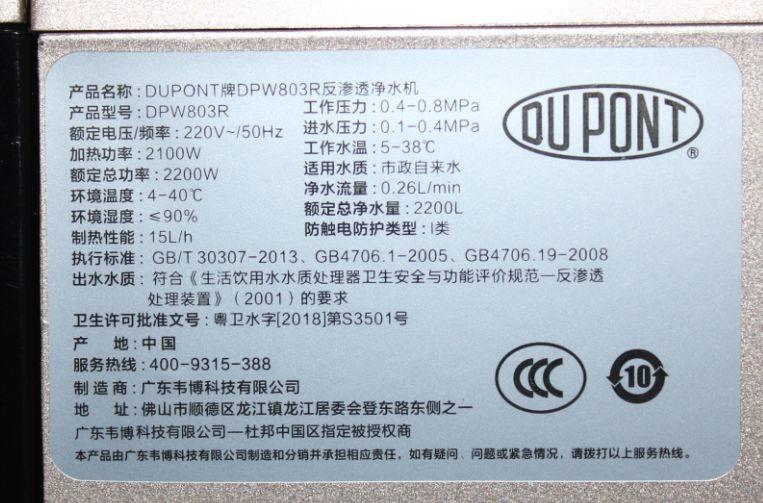 产品名称：DUPONT牌DPW803R反渗透净水机
产品型号：DPW803R
额定电压/频率：220V~/50Hz
加热功率：2100W
额定总功率：2200W
环境温度：4-40℃
环境湿度：≤90%
制热性能：15L/h
工作压力：0.4-0.8MPa
进水压力：0.1-0.4MPa
工作水温：5-38℃
适用水质：市政自来水
净水流量：0.26L/min
额定总净水量：2200L
防触电防护类型：I类
DUPONT®
执行标准：GB/T 30307-2013、GB4706.1-2005、GB4706.19-2008
出水水质：符合《生活饮用水水质处理器卫生安全与功能评价规范—反渗透
处理装置》（2001）的要求
卫生许可批准文号：粤卫水字[2018]第S3501号
产 地：中国
服务热线：400-9315-388
制造商：广东韦博科技有限公司
地 址：佛山市顺德区龙江镇龙江居委会登东路东侧之一
广东韦博科技有限公司—杜邦中国区指定被授权商
本产品由广东韦博科技有限公司制造和分销并承担相应责任，如有疑问、问题或紧急情况，请拨打以上服务热线。
CCC
10